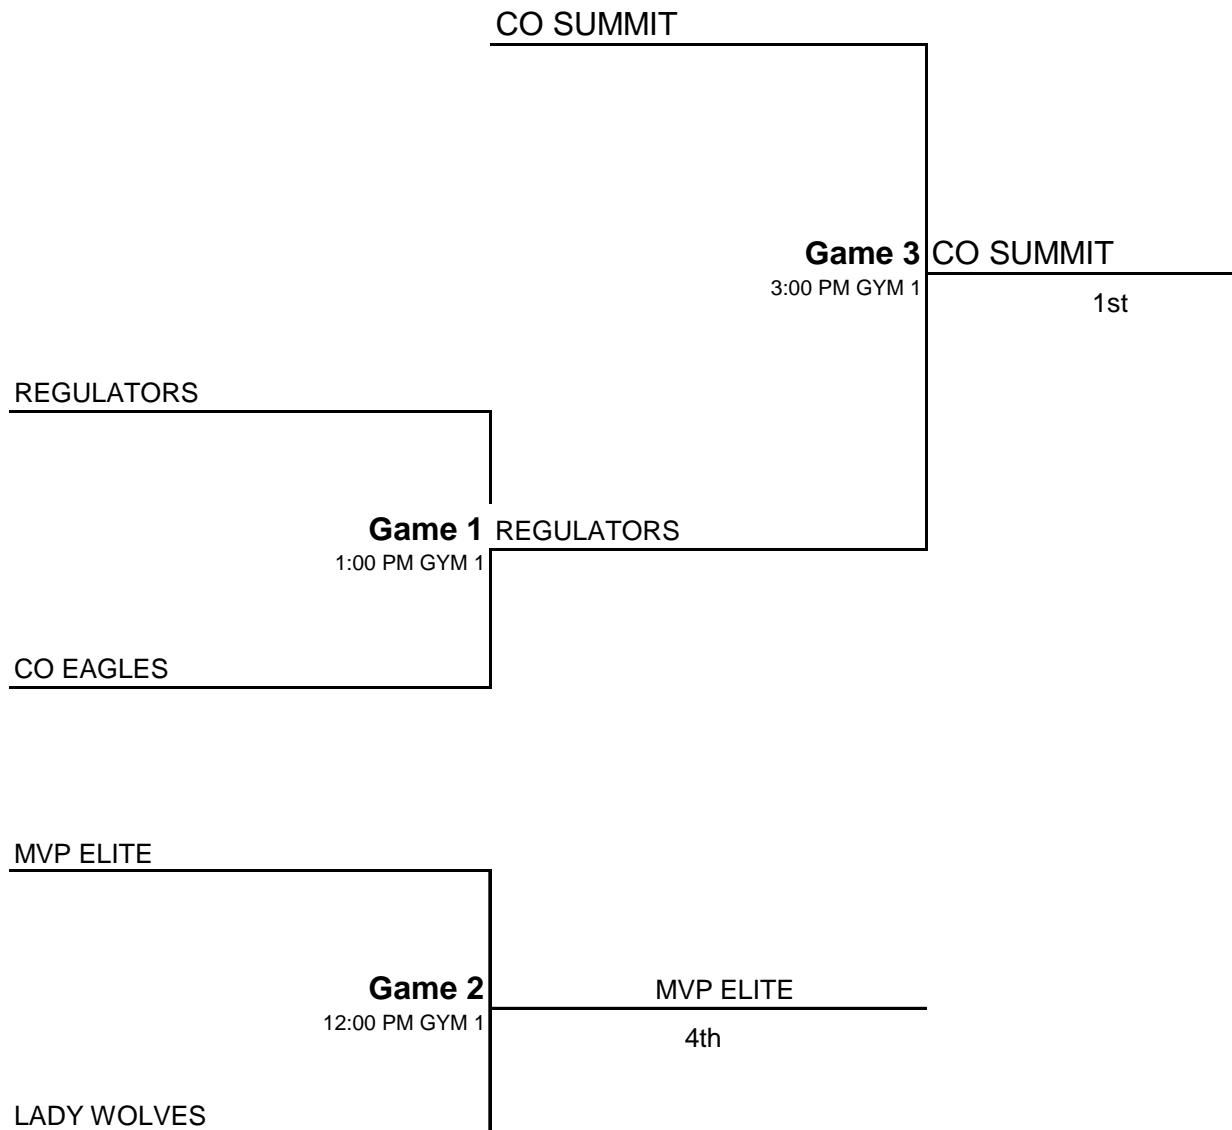 CO SUMMIT
Game 3 CO SUMMIT
3:00 PM GYM 1
1st
REGULATORS
Game 1 REGULATORS
1:00 PM GYM 1
CO EAGLES
MVP ELITE
Game 2 MVP ELITE
12:00 PM GYM 1
4th
LADY WOLVES